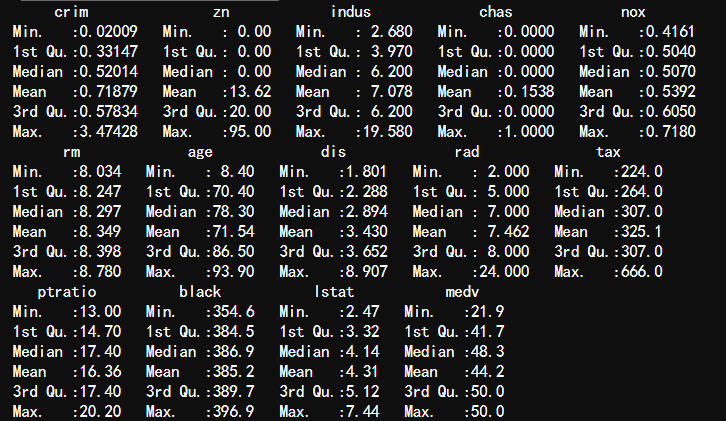 crim zn indus chas nox
Min. :0.02009 Min. : 0.00 Min. : 2.680 Min. :0.0000 Min. :0.4161
1st Qu.:0.33147 1st Qu.: 0.00 1st Qu.: 3.970 1st Qu.:0.0000 1st Qu.:0.5040
Median :0.52014 Median : 0.00 Median : 6.200 Median :0.0000 Median :0.5070
Mean :0.71879 Mean :13.62 Mean : 7.078 Mean :0.1538 Mean :0.5392
3rd Qu.:0.57834 3rd Qu.:20.00 3rd Qu.: 6.200 3rd Qu.:0.0000 3rd Qu.:0.6050
Max. :3.47428 Max. :95.00 Max. :19.580 Max. :1.0000 Max. :0.7180
rm age dis rad tax
Min. :8.034 Min. : 8.40 Min. :1.801 Min. : 2.000 Min. :224.0
1st Qu.:8.247 1st Qu.:70.40 1st Qu.:2.288 1st Qu.: 5.000 1st Qu.:264.0
Median :8.297 Median :78.30 Median :2.894 Median : 7.000 Median :307.0
Mean :8.349 Mean :71.54 Mean :3.430 Mean : 7.462 Mean :325.1
3rd Qu.:8.398 3rd Qu.:86.50 3rd Qu.:3.652 3rd Qu.: 8.000 3rd Qu.:307.0
Max. :8.780 Max. :93.90 Max. :8.907 Max. :24.000 Max. :666.0
ptratio black lstat medv
Min. :13.00 Min. :354.6 Min. :2.47 Min. :21.9
1st Qu.:14.70 1st Qu.:384.5 1st Qu.:3.32 1st Qu.:41.7
Median :17.40 Median :386.9 Median :4.14 Median :48.3
Mean :16.36 Mean :385.2 Mean :4.31 Mean :44.2
3rd Qu.:17.40 3rd Qu.:389.7 3rd Qu.:5.12 3rd Qu.:50.0
Max. :20.20 Max. :396.9 Max. :7.44 Max. :50.0